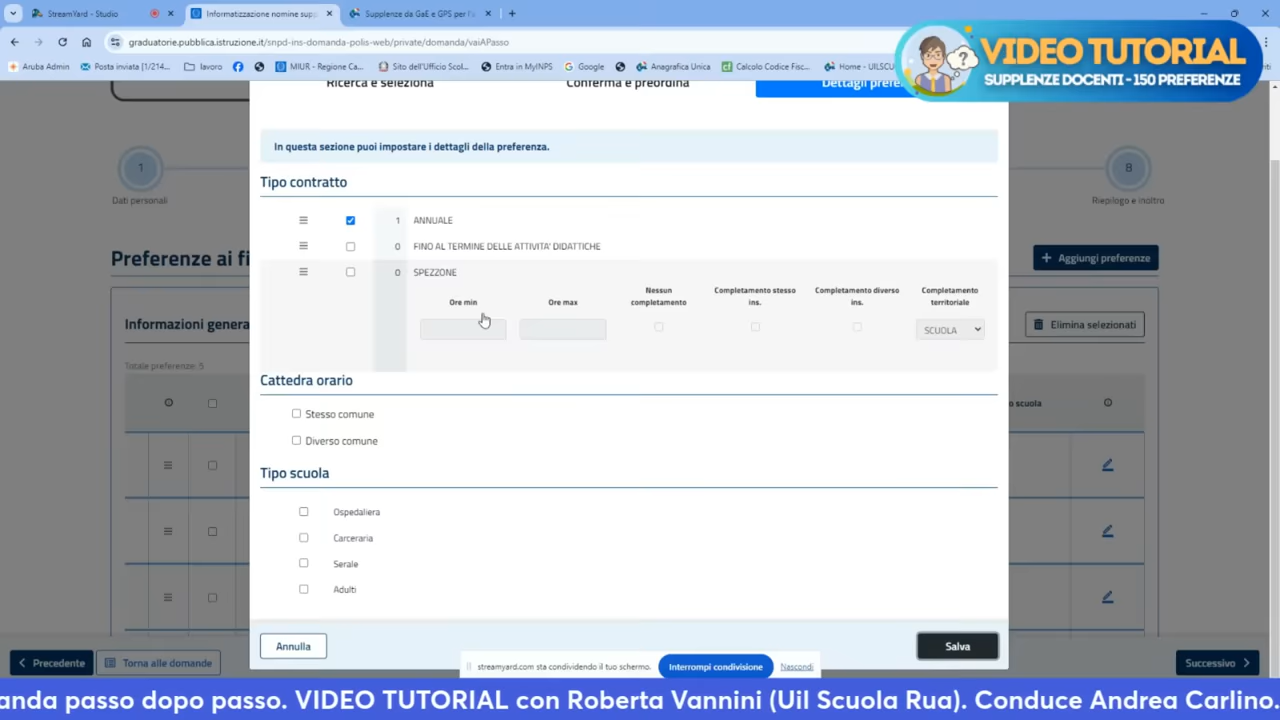 StreamYard - Studio
Informatizzazione nomine supp
Supplenze da GaE e GPS per l'a
graduatorie.pubblica.istruzione.it/snpd-ins-domanda-polis-web/private/domanda/vaiAPasso
Aruba Admin
Posta inviata [1/214...
lavoro
MIUR - Regione Ca...
Sito dell'Ufficio Scol...
Entra in MyINPS
Google
Anagrafica Unica
Calcolo Codice Fisc...
Home - UILSCU
VIDEO TUTORIAL
SUPPLENZE DOCENTI - 150 PREFERENZE
Ricerca e seleziona
Conferma e preordina
Dettagli prefe
In questa sezione puoi impostare i dettagli della preferenza.
1
Dati personali
8
Riepilogo e inoltro
Tipo contratto
1 ANNUALE
0 FINO AL TERMINE DELLE ATTIVITA' DIDATTICHE
0 SPEZZONE
Ore min
Ore max
Nessun completamento
Completamento stesso ins.
Completamento diverso ins.
Completamento territoriale
SCUOLA
Preferenze ai fi
+ Aggiungi preferenze
Informazioni genera
Elimina selezionati
Totale preferenze: 5
o scuola
Cattedra orario
Stesso comune
Diverso comune
Tipo scuola
Ospedaliera
Carceraria
Serale
Adulti
Annulla
Salva
Precedente
Torna alle domande
Successivo
streamyard.com sta condividendo il tuo schermo.
Interrompi condivisione
Nascondi
anda passo dopo passo. VIDEO TUTORIAL con Roberta Vannini (Uil Scuola Rua). Conduce Andrea Carlino.